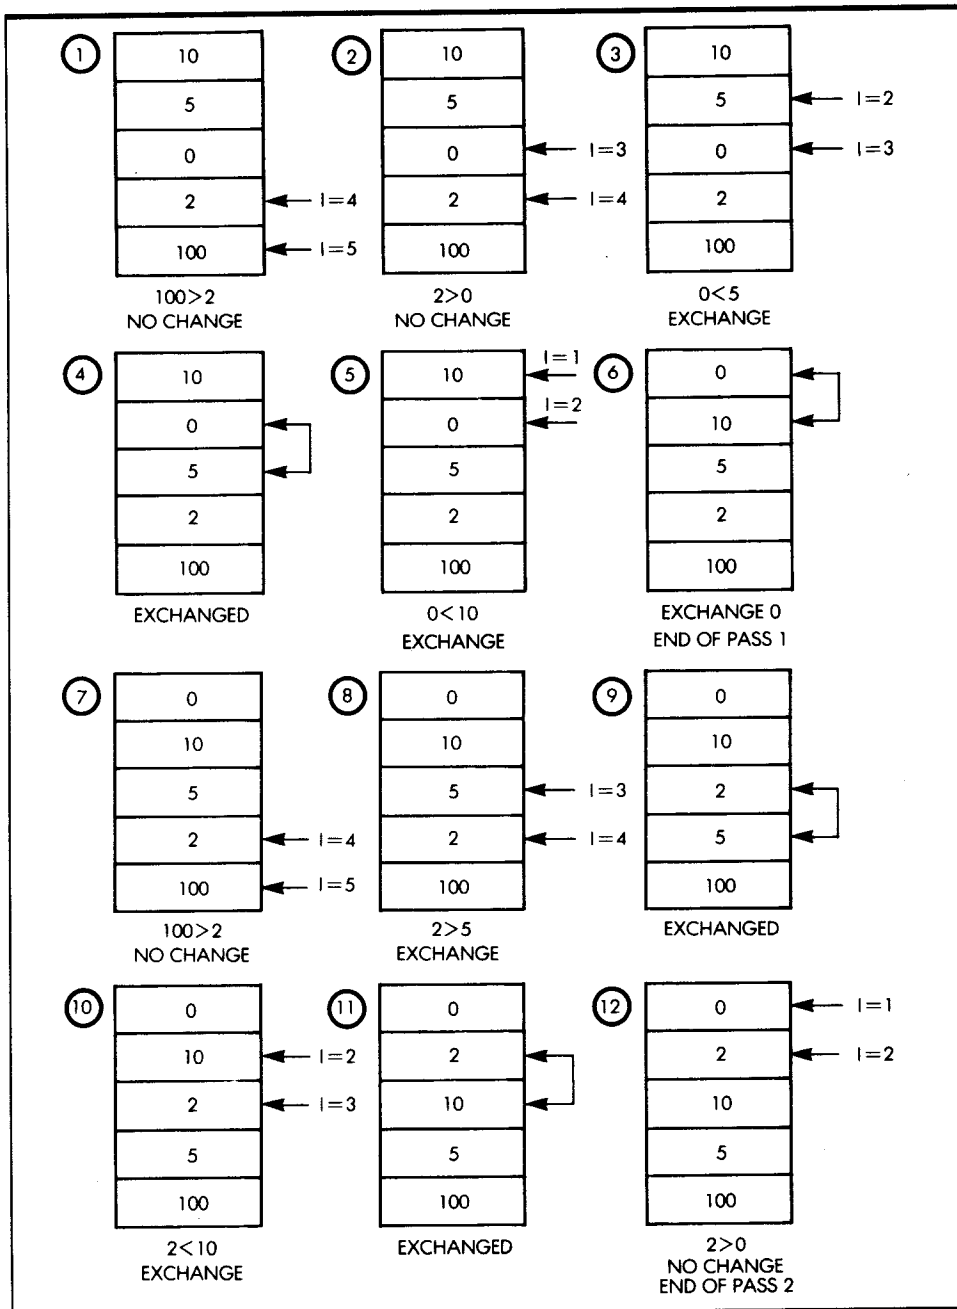 1
10
5
0
2
100
I=4
I=5
100>2
NO CHANGE
2
10
5
0
2
100
I=3
I=4
2>0
NO CHANGE
3
10
5
0
2
100
I=2
I=3
0<5
EXCHANGE
4
10
0
5
2
100
EXCHANGED
5
10
0
5
2
100
I=1
I=2
0<10
EXCHANGE
6
0
10
5
2
100
EXCHANGE 0
END OF PASS 1
7
0
10
5
2
100
I=4
I=5
100>2
NO CHANGE
8
0
10
5
2
100
I=3
I=4
2>5
EXCHANGE
9
0
10
2
5
100
EXCHANGED
10
0
10
2
5
100
I=2
I=3
2<10
EXCHANGE
11
0
2
10
5
100
EXCHANGED
12
0
2
10
5
100
I=1
I=2
2>0
NO CHANGE
END OF PASS 2